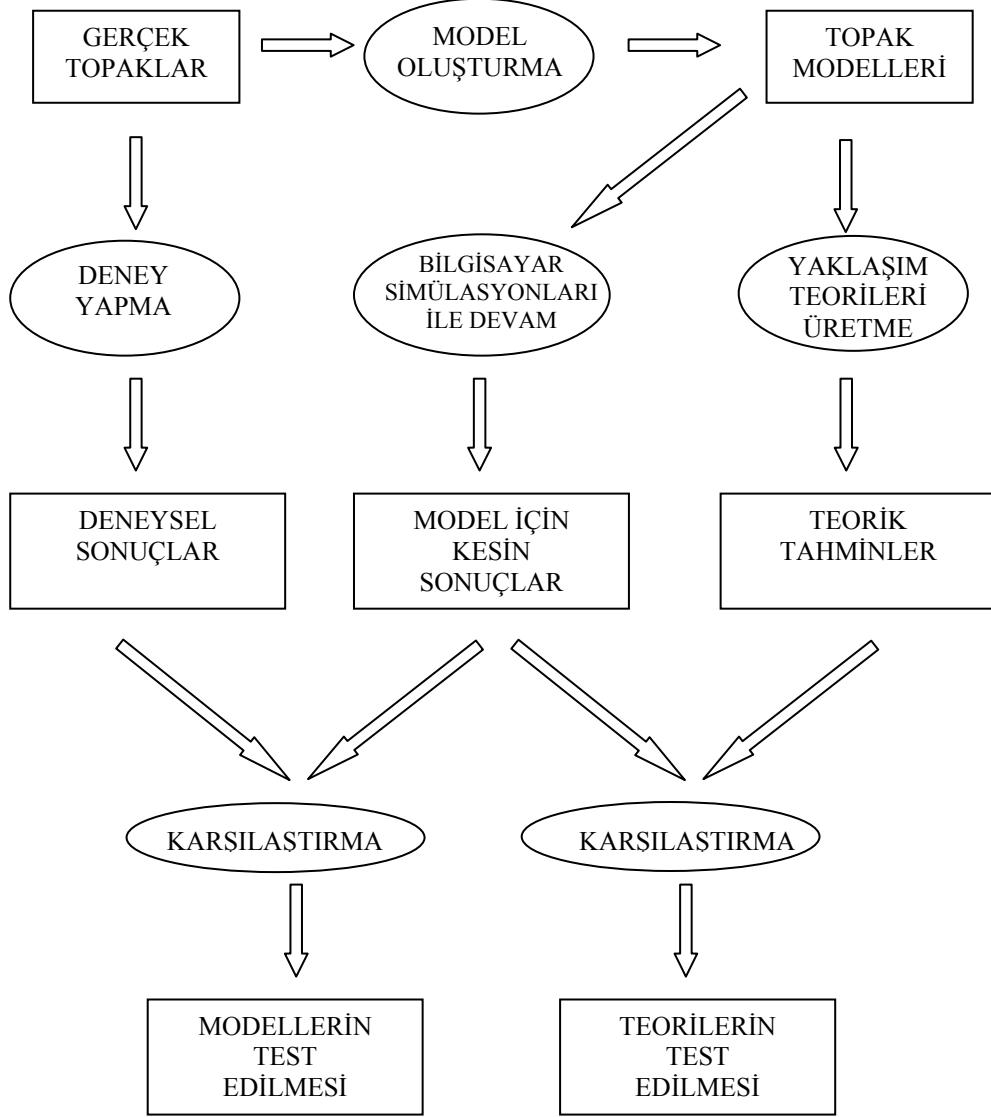 GERÇEK
TOPAKLAR
MODEL
OLUŞTURMA
TOPAK
MODELLERİ
DENEY
YAPMA
BİLGİSAYAR
SİMÜLASYONLARI
İLE DEVAM
YAKLAŞIM
TEORİLERİ
ÜRETME
DENEYSEL
SONUÇLAR
MODEL İÇİN
KESİN
SONUÇLAR
TEORİK
TAHMİNLER
KARŞILAŞTIRMA
KARŞILAŞTIRMA
MODELLERİN
TEST
EDİLMESİ
TEORİLERİN
TEST
EDİLMESİ